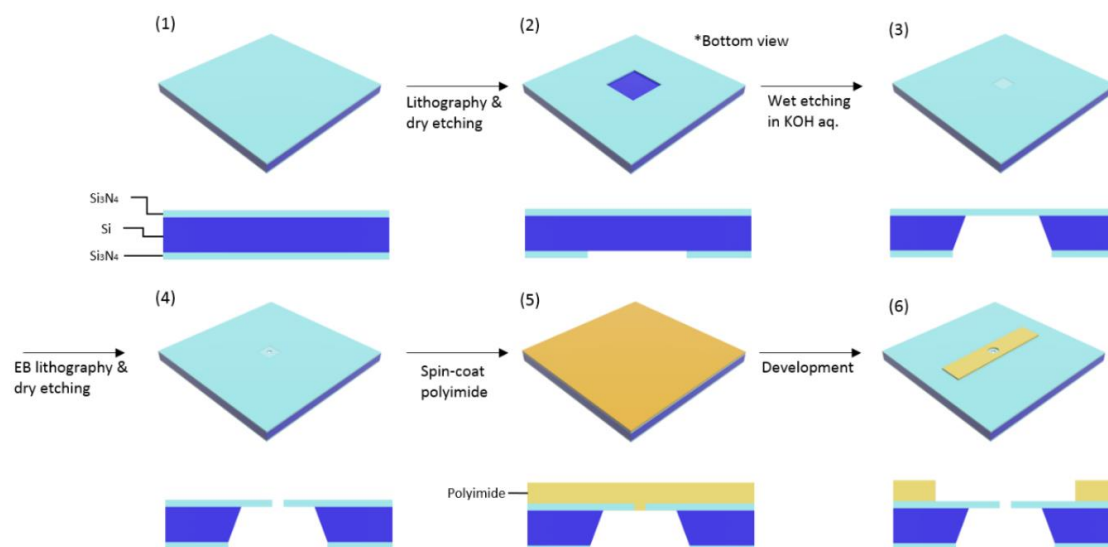 (1)
(2)
*Bottom view
(3)
Lithography &
dry etching
Wet etching
in KOH aq.
Si₃N₄
Si
Si₃N₄
(4)
(5)
(6)
EB lithography &
dry etching
Spin-coat
polyimide
Development
Polyimide